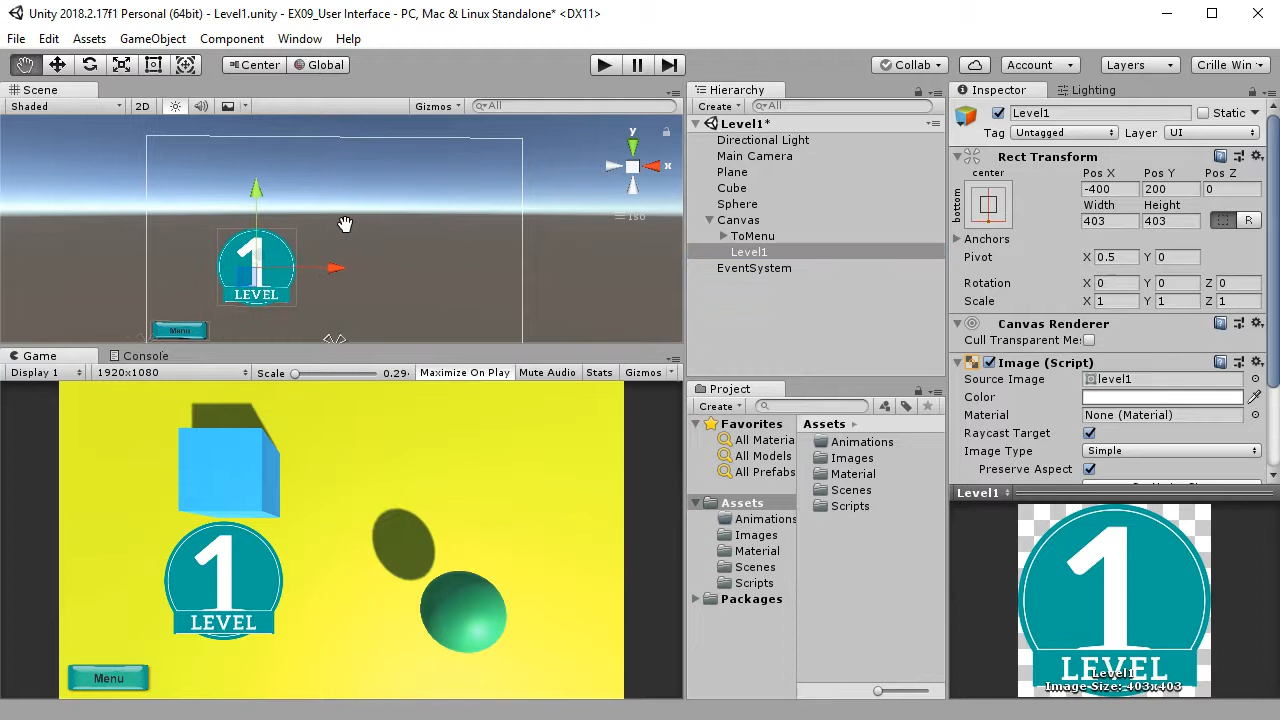 Unity 2018.2.17f1 Personal (64bit) - Level1.unity - EX09_User Interface - PC, Mac & Linux Standalone* <DX11>
File Edit Assets GameObject Component Window Help
Center Global Collab Account Layers Crille Win
Scene
Shaded 2D Gizmos All
y
x
Iso
1
LEVEL
Menu
Game Console
Display 1 1920x1080 Scale 0.29 Maximize On Play Mute Audio Stats Gizmos
1
LEVEL
Menu
Hierarchy
Create All
Level1*
Directional Light
Main Camera
Plane
Cube
Sphere
Canvas
ToMenu
Level1
EventSystem
Project
Create
Favorites
All Materia
All Models
All Prefabs
Assets
Animations
Images
Material
Scenes
Scripts
Packages
Assets
Animations
Images
Material
Scenes
Scripts
Inspector Lighting
Level1 Static
Tag Untagged Layer UI
Rect Transform
center Pos X Pos Y Pos Z
bottom -400 200 0
Width Height
403 403 R
Anchors
Pivot X 0.5 Y 0
Rotation X 0 Y 0 Z 0
Scale X 1 Y 1 Z 1
Canvas Renderer
Cull Transparent Mes
Image (Script)
Source Image level1
Color
Material None (Material)
Raycast Target
Image Type Simple
Preserve Aspect
Level1
1
LEVEL
Level1
Image Size: 403x403